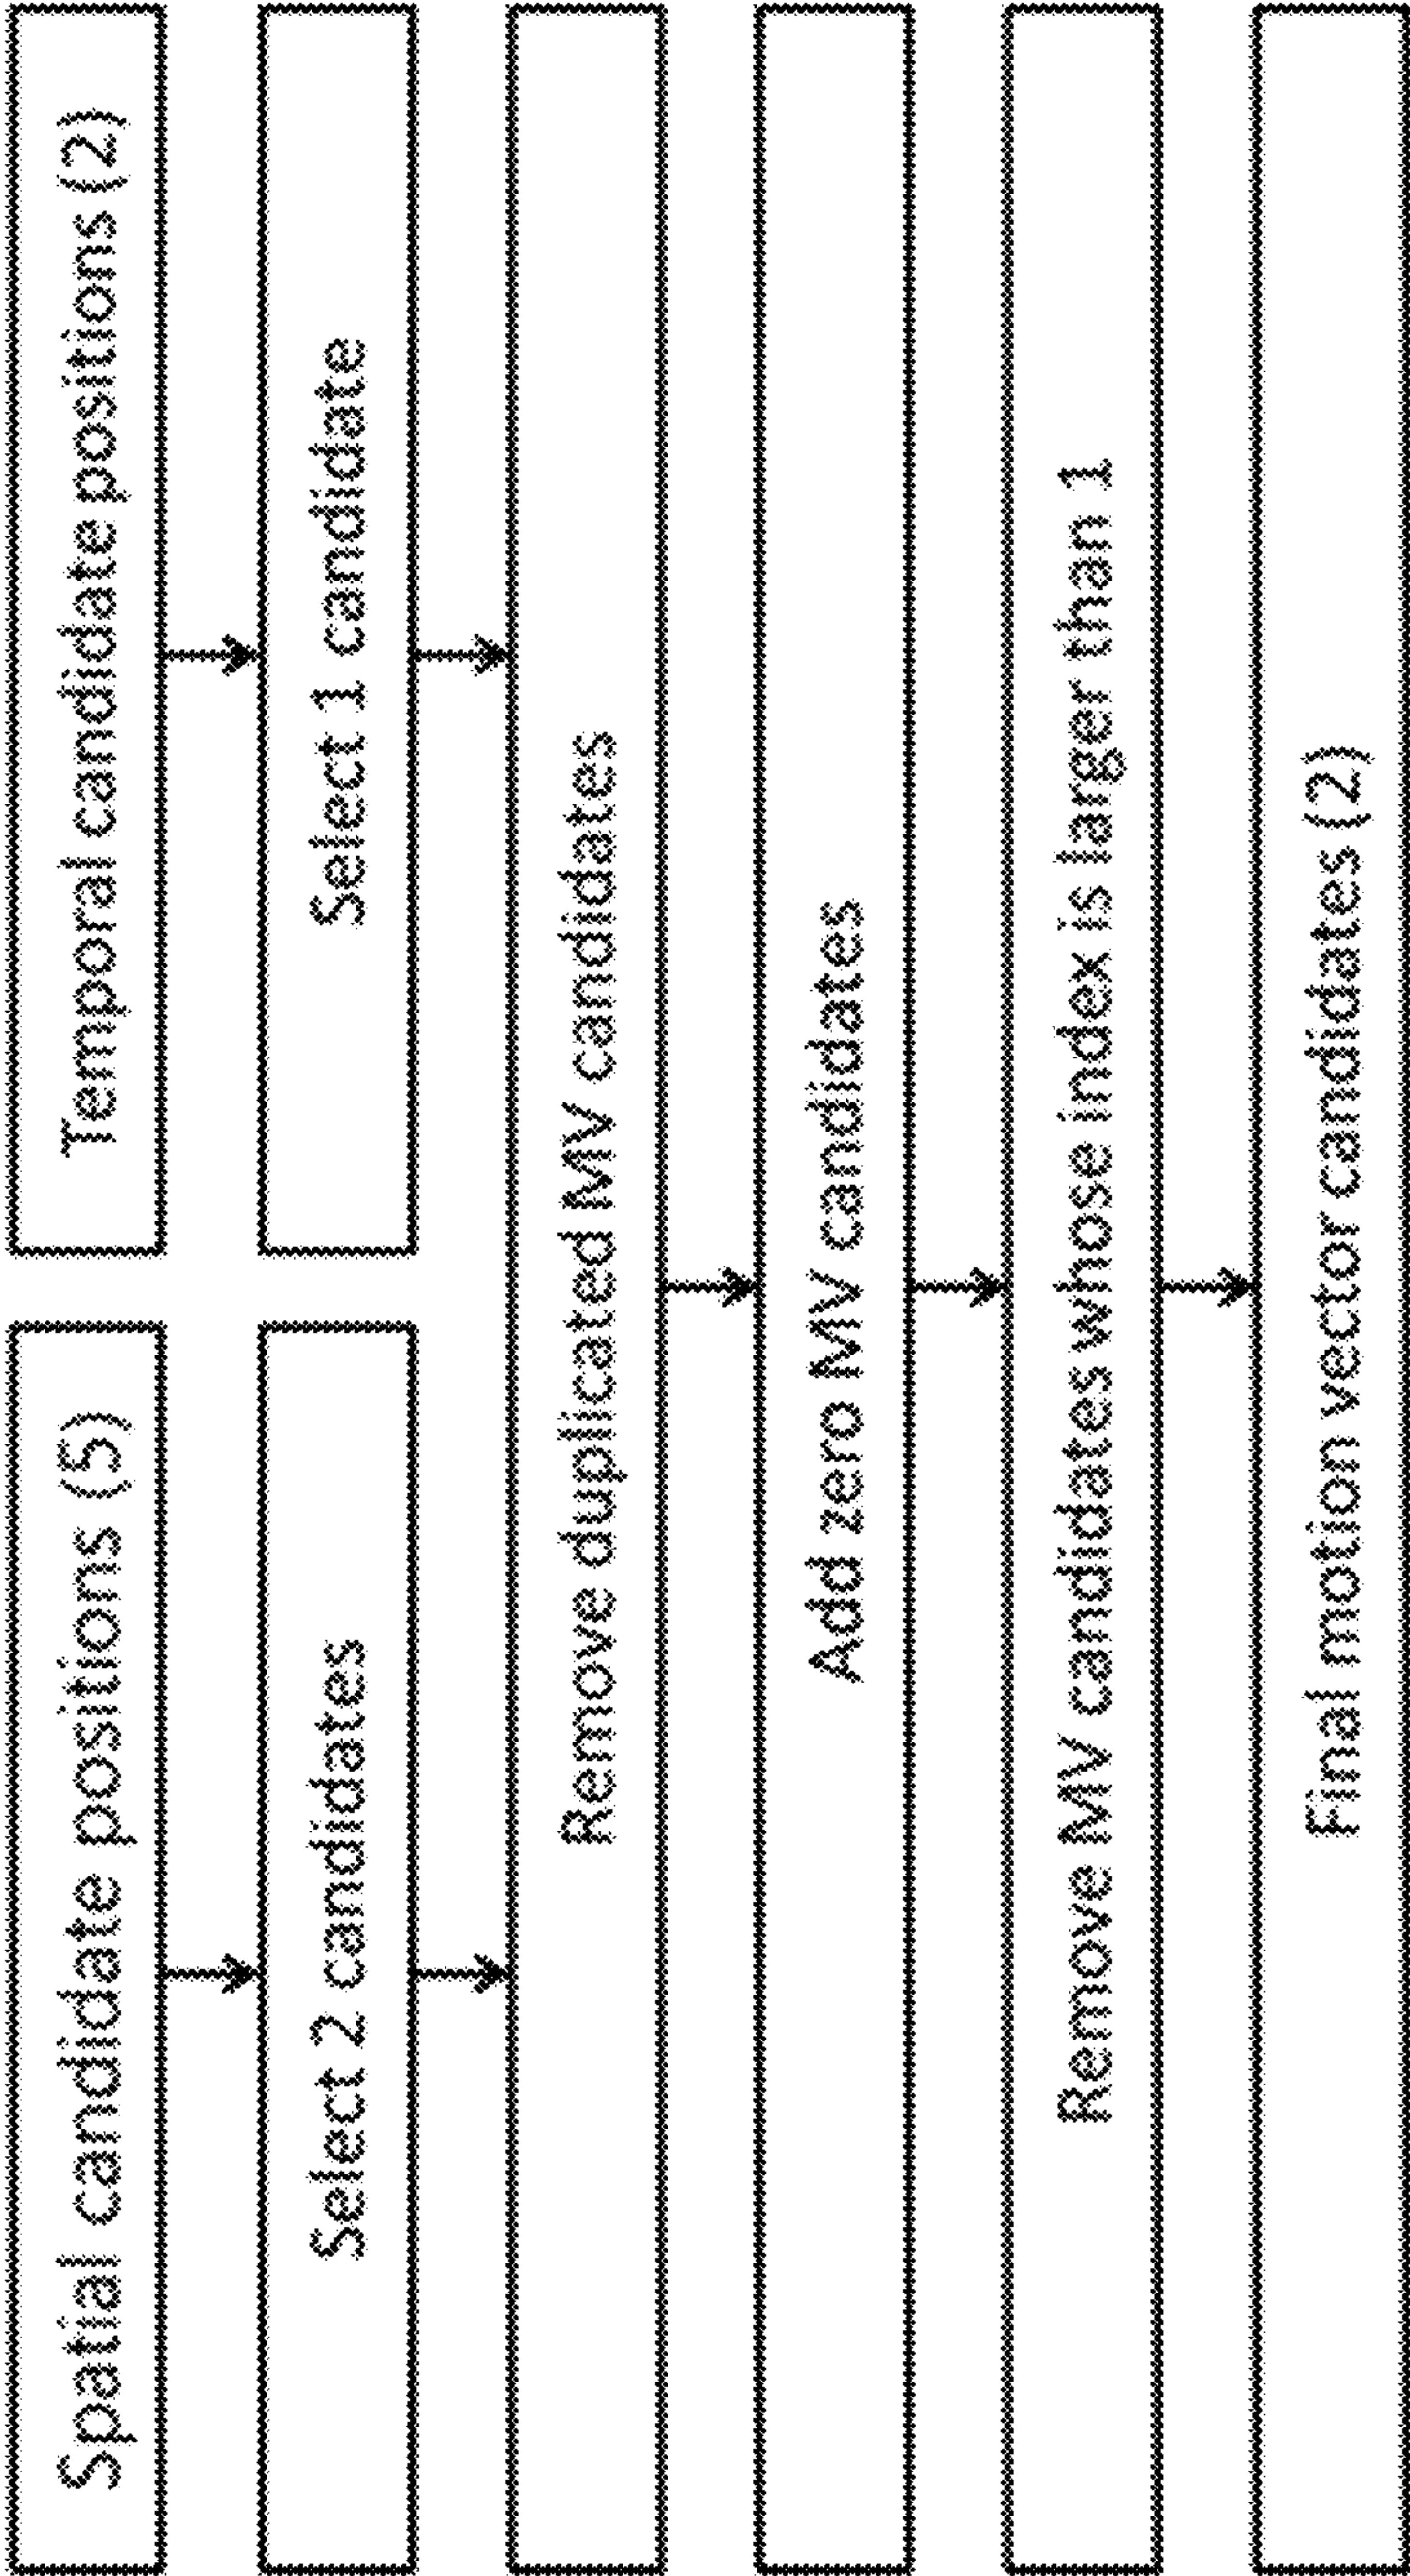 Spatial candidate positions (5)
Temporal candidate positions (2)
Select 2 candidates
Select 1 candidate
Remove duplicated MV candidates
Add zero MV candidates
Remove MV candidates whose index is larger than 1
Final motion vector candidates (2)